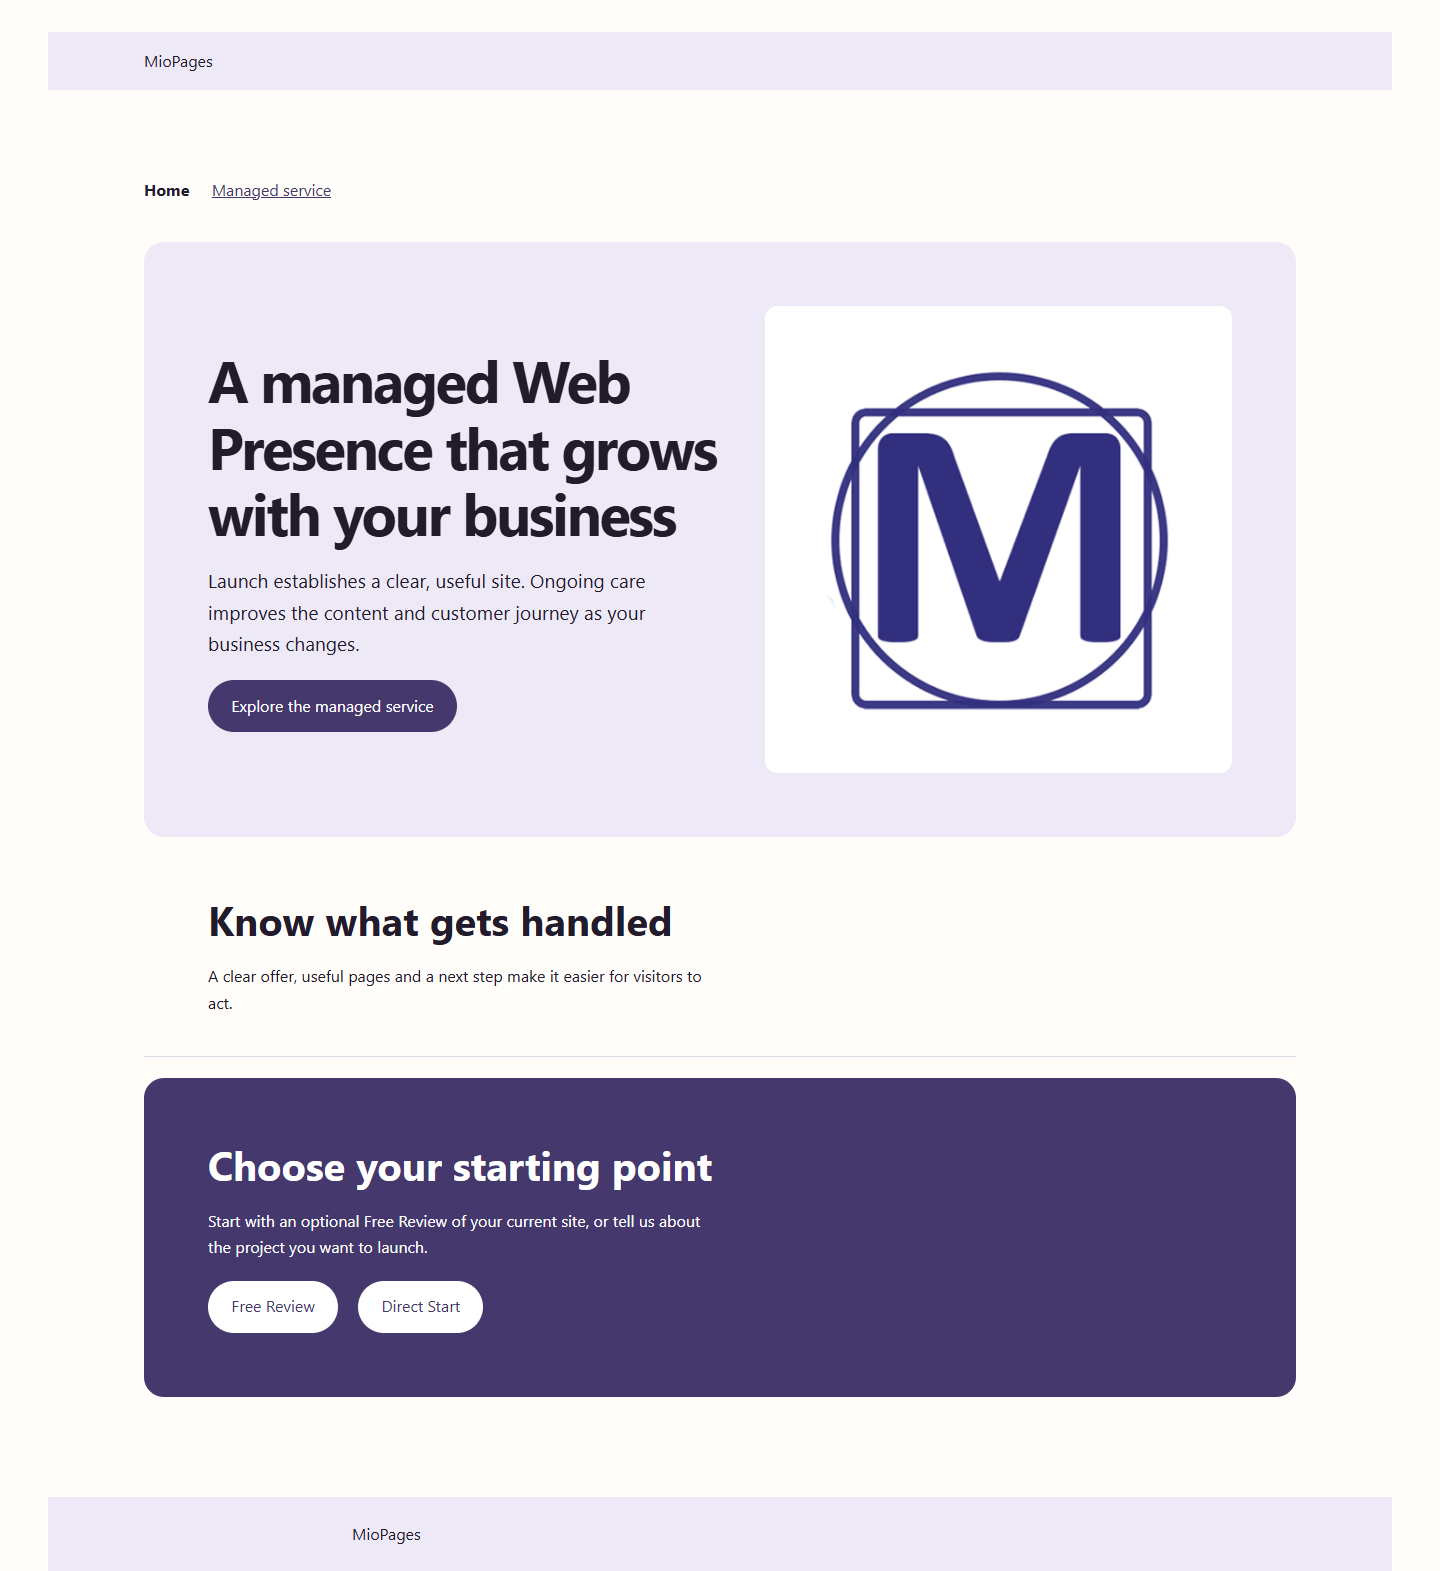 MioPages
Home Managed service
A managed Web
Presence that grows
with your business
Launch establishes a clear, useful site. Ongoing care
improves the content and customer journey as your
business changes.
Explore the managed service
M
Know what gets handled
A clear offer, useful pages and a next step make it easier for visitors to
act.
Choose your starting point
Start with an optional Free Review of your current site, or tell us about
the project you want to launch.
Free Review Direct Start
MioPages